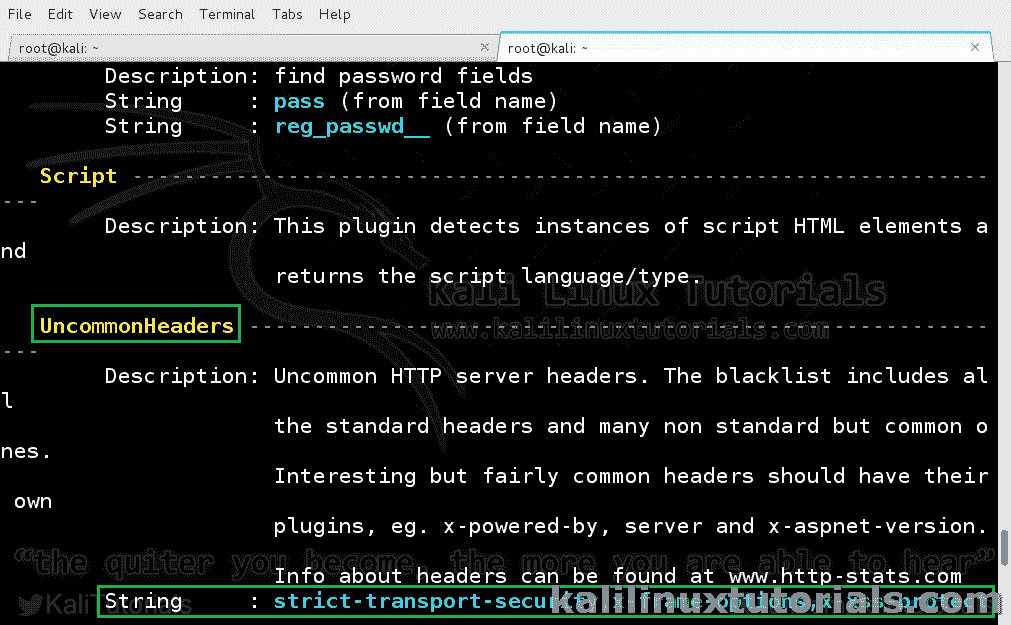 File Edit View Search Terminal Tabs Help
root@kali: ~ × root@kali: ~ ×
Description: find password fields
String : pass (from field name)
String : reg_passwd__ (from field name)
Script ------------------------------------------------------
---
Description: This plugin detects instances of script HTML elements a
nd
returns the script language/type.
Kali Linux Tutorials
UncommonHeaders ----------------------------------------------
www.kalilinuxtutorials.com
---
Description: Uncommon HTTP server headers. The blacklist includes al
l
the standard headers and many non standard but common o
nes.
Interesting but fairly common headers should have their
own
plugins, eg. x-powered-by, server and x-aspnet-version.
“the quiter you become, the more you are able to hear”
Info about headers can be found at www.http-stats.com
KaliTutorials
String : strict-transport-security,x-frame-options,x-xss-protect
kalilinuxtutorials.com